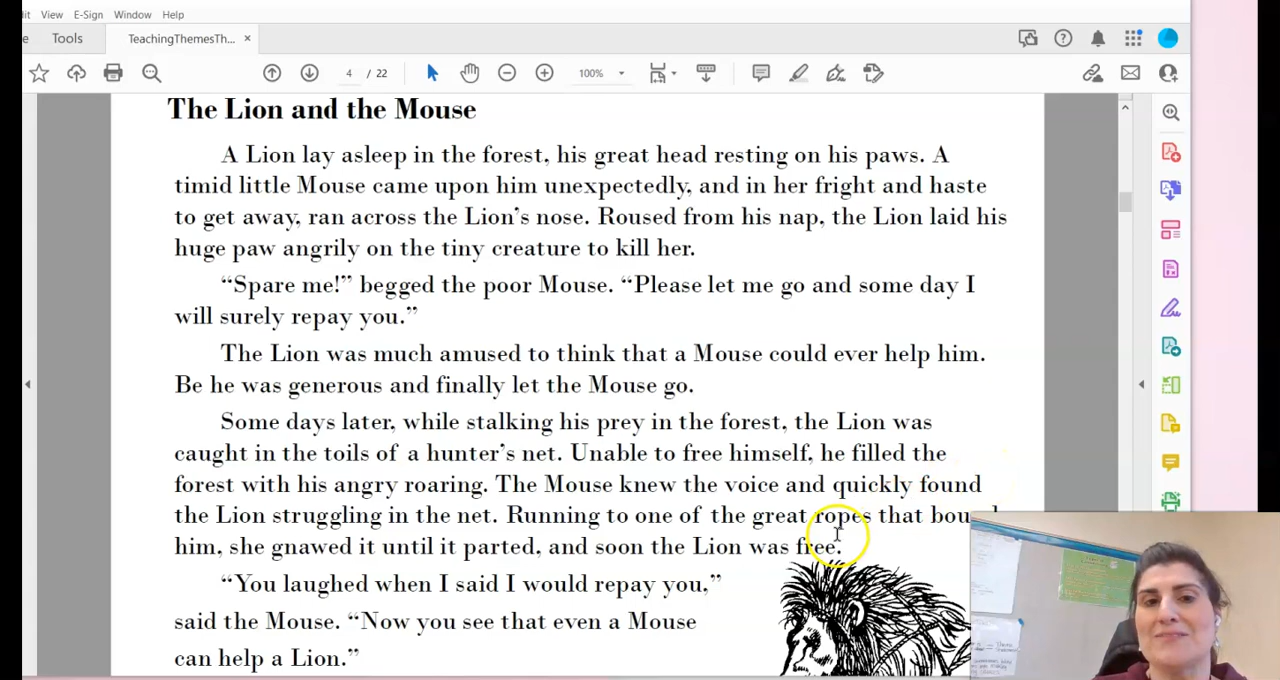 View E-Sign Window Help
Tools TeachingThemesTh...
4 / 22 100%
The Lion and the Mouse
A Lion lay asleep in the forest, his great head resting on his paws. A
timid little Mouse came upon him unexpectedly, and in her fright and haste
to get away, ran across the Lion's nose. Roused from his nap, the Lion laid his
huge paw angrily on the tiny creature to kill her.
“Spare me!” begged the poor Mouse. “Please let me go and some day I
will surely repay you.”
The Lion was much amused to think that a Mouse could ever help him.
Be he was generous and finally let the Mouse go.
Some days later, while stalking his prey in the forest, the Lion was
caught in the toils of a hunter's net. Unable to free himself, he filled the
forest with his angry roaring. The Mouse knew the voice and quickly found
the Lion struggling in the net. Running to one of the great ropes that
him, she gnawed it until it parted, and soon the Lion was free.
“You laughed when I said I would repay you,”
said the Mouse. “Now you see that even a Mouse
can help a Lion.”